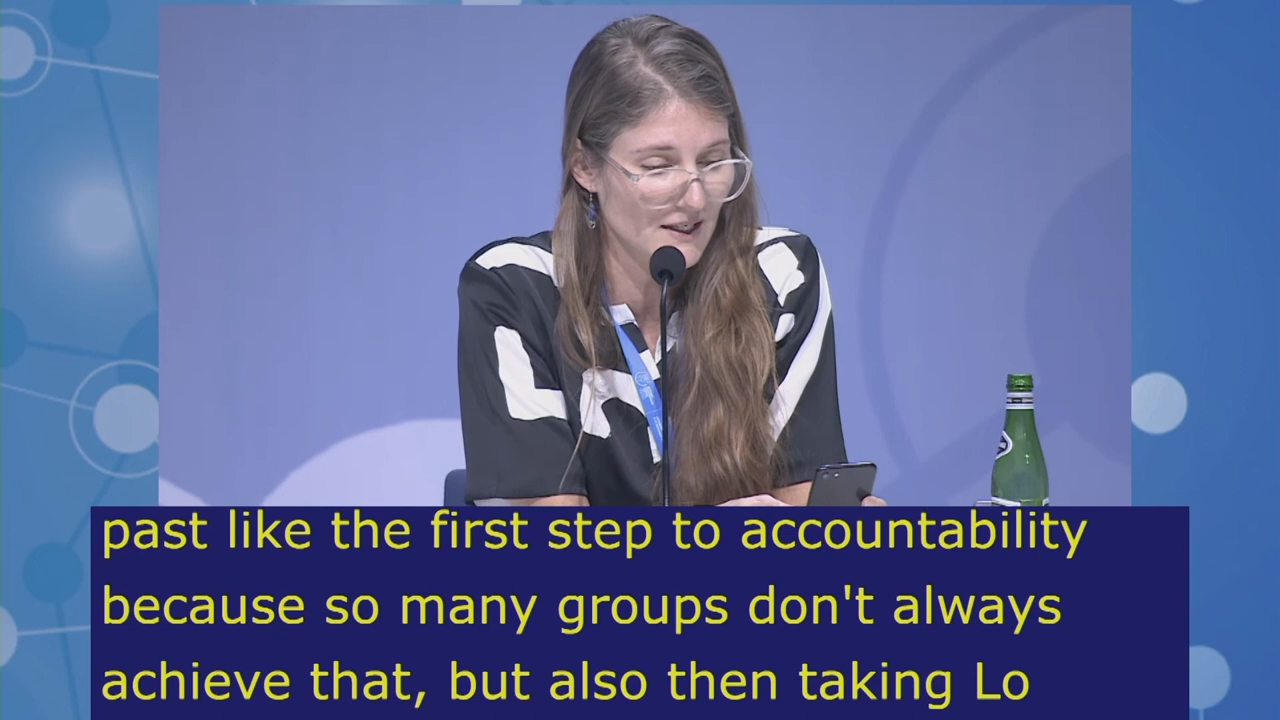 past like the first step to accountability
because so many groups don't always
achieve that, but also then taking Lo